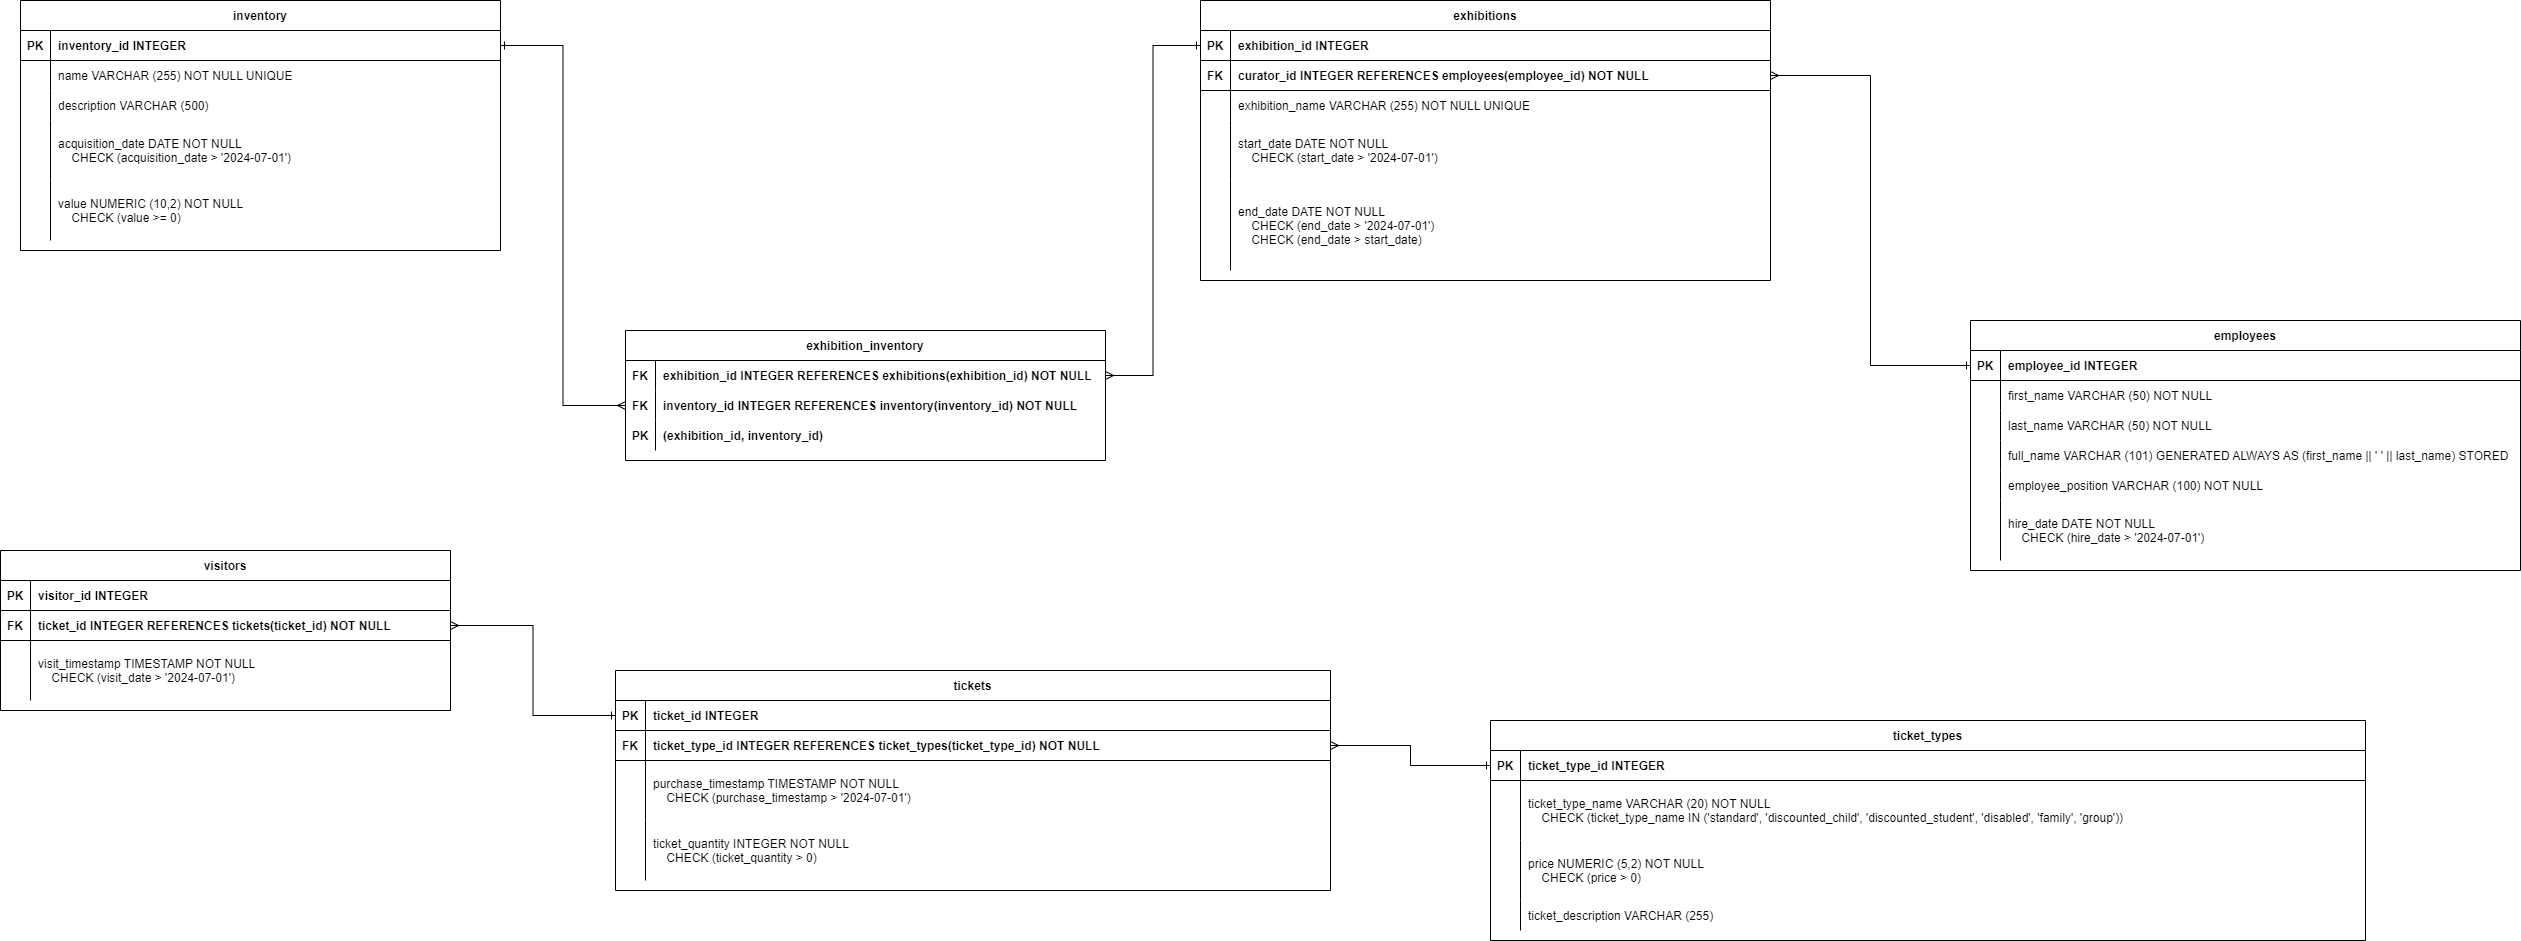 inventory
PK inventory_id INTEGER
name VARCHAR (255) NOT NULL UNIQUE
description VARCHAR (500)
acquisition_date DATE NOT NULL
CHECK (acquisition_date > '2024-07-01')
value NUMERIC (10,2) NOT NULL
CHECK (value >= 0)
exhibitions
PK exhibition_id INTEGER
FK curator_id INTEGER REFERENCES employees(employee_id) NOT NULL
exhibition_name VARCHAR (255) NOT NULL UNIQUE
start_date DATE NOT NULL
CHECK (start_date > '2024-07-01')
end_date DATE NOT NULL
CHECK (end_date > '2024-07-01')
CHECK (end_date > start_date)
exhibition_inventory
FK exhibition_id INTEGER REFERENCES exhibitions(exhibition_id) NOT NULL
FK inventory_id INTEGER REFERENCES inventory(inventory_id) NOT NULL
PK (exhibition_id, inventory_id)
employees
PK employee_id INTEGER
first_name VARCHAR (50) NOT NULL
last_name VARCHAR (50) NOT NULL
full_name VARCHAR (101) GENERATED ALWAYS AS (first_name || ' ' || last_name) STORED
employee_position VARCHAR (100) NOT NULL
hire_date DATE NOT NULL
CHECK (hire_date > '2024-07-01')
visitors
PK visitor_id INTEGER
FK ticket_id INTEGER REFERENCES tickets(ticket_id) NOT NULL
visit_timestamp TIMESTAMP NOT NULL
CHECK (visit_date > '2024-07-01')
tickets
PK ticket_id INTEGER
FK ticket_type_id INTEGER REFERENCES ticket_types(ticket_type_id) NOT NULL
purchase_timestamp TIMESTAMP NOT NULL
CHECK (purchase_timestamp > '2024-07-01')
ticket_quantity INTEGER NOT NULL
CHECK (ticket_quantity > 0)
ticket_types
PK ticket_type_id INTEGER
ticket_type_name VARCHAR (20) NOT NULL
CHECK (ticket_type_name IN ('standard', 'discounted_child', 'discounted_student', 'disabled', 'family', 'group'))
price NUMERIC (5,2) NOT NULL
CHECK (price > 0)
ticket_description VARCHAR (255)